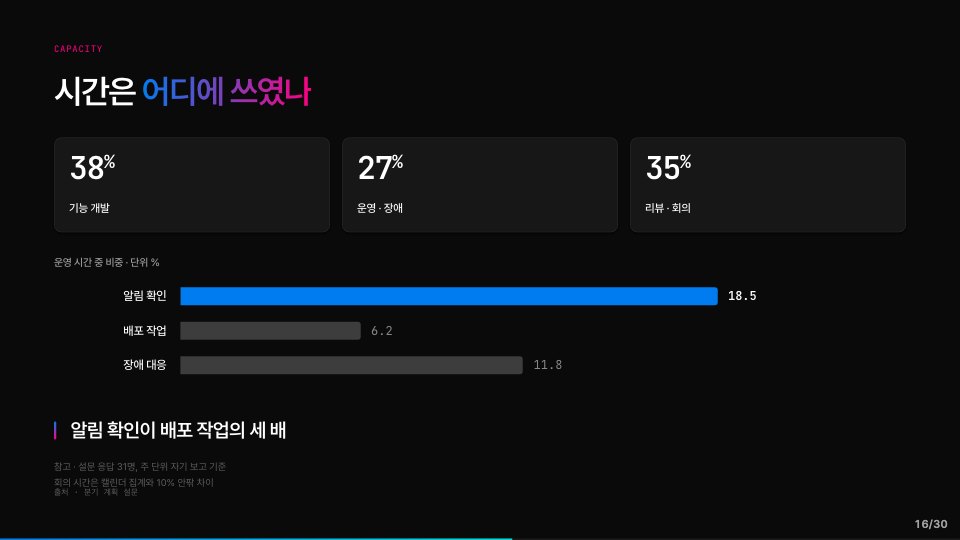 CAPACITY
시간은 어디에 쓰였나
38%
기능 개발
27%
운영 · 장애
35%
리뷰 · 회의
운영 시간 중 비중 · 단위 %
알림 확인 18.5
배포 작업 6.2
장애 대응 11.8
알림 확인이 배포 작업의 세 배
참고 · 설문 응답 31명, 주 단위 자기 보고 기준
회의 시간은 캘린더 집계와 10% 안팎 차이
출처 · 분기 계획 설문
16/30